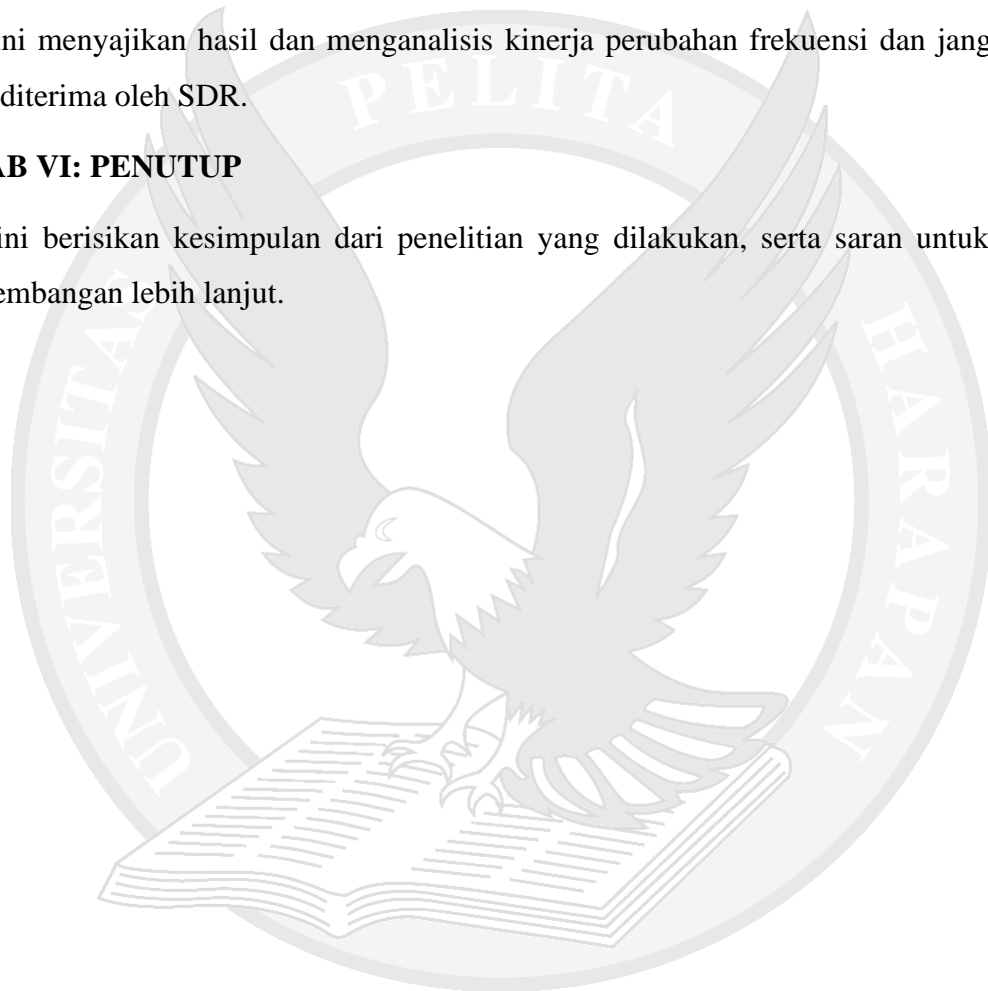 ini menyajikan hasil dan menganalisis kinerja perubahan frekuensi dan jang
diterima oleh SDR.
AB VI: PENUTUP
ini berisikan kesimpulan dari penelitian yang dilakukan, serta saran untuk
embangan lebih lanjut.
UNIVERSITAS PELITA HARAPAN